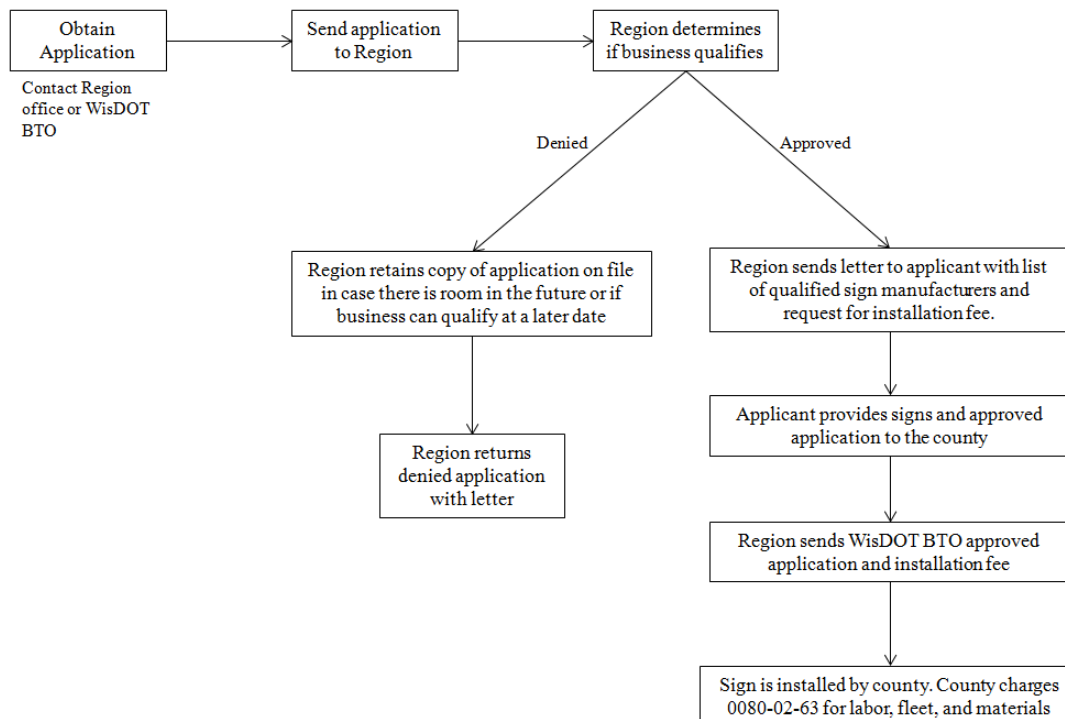 Obtain
Application
Send application
to Region
Region determines
if business qualifies
Contact Region
office or WisDOT
BTO
Denied
Approved
Region retains copy of application on file
in case there is room in the future or if
business can qualify at a later date
Region sends letter to applicant with list
of qualified sign manufacturers and
request for installation fee.
Applicant provides signs and approved
application to the county
Region returns
denied application
with letter
Region sends WisDOT BTO approved
application and installation fee
Sign is installed by county. County charges
0080-02-63 for labor, fleet, and materials